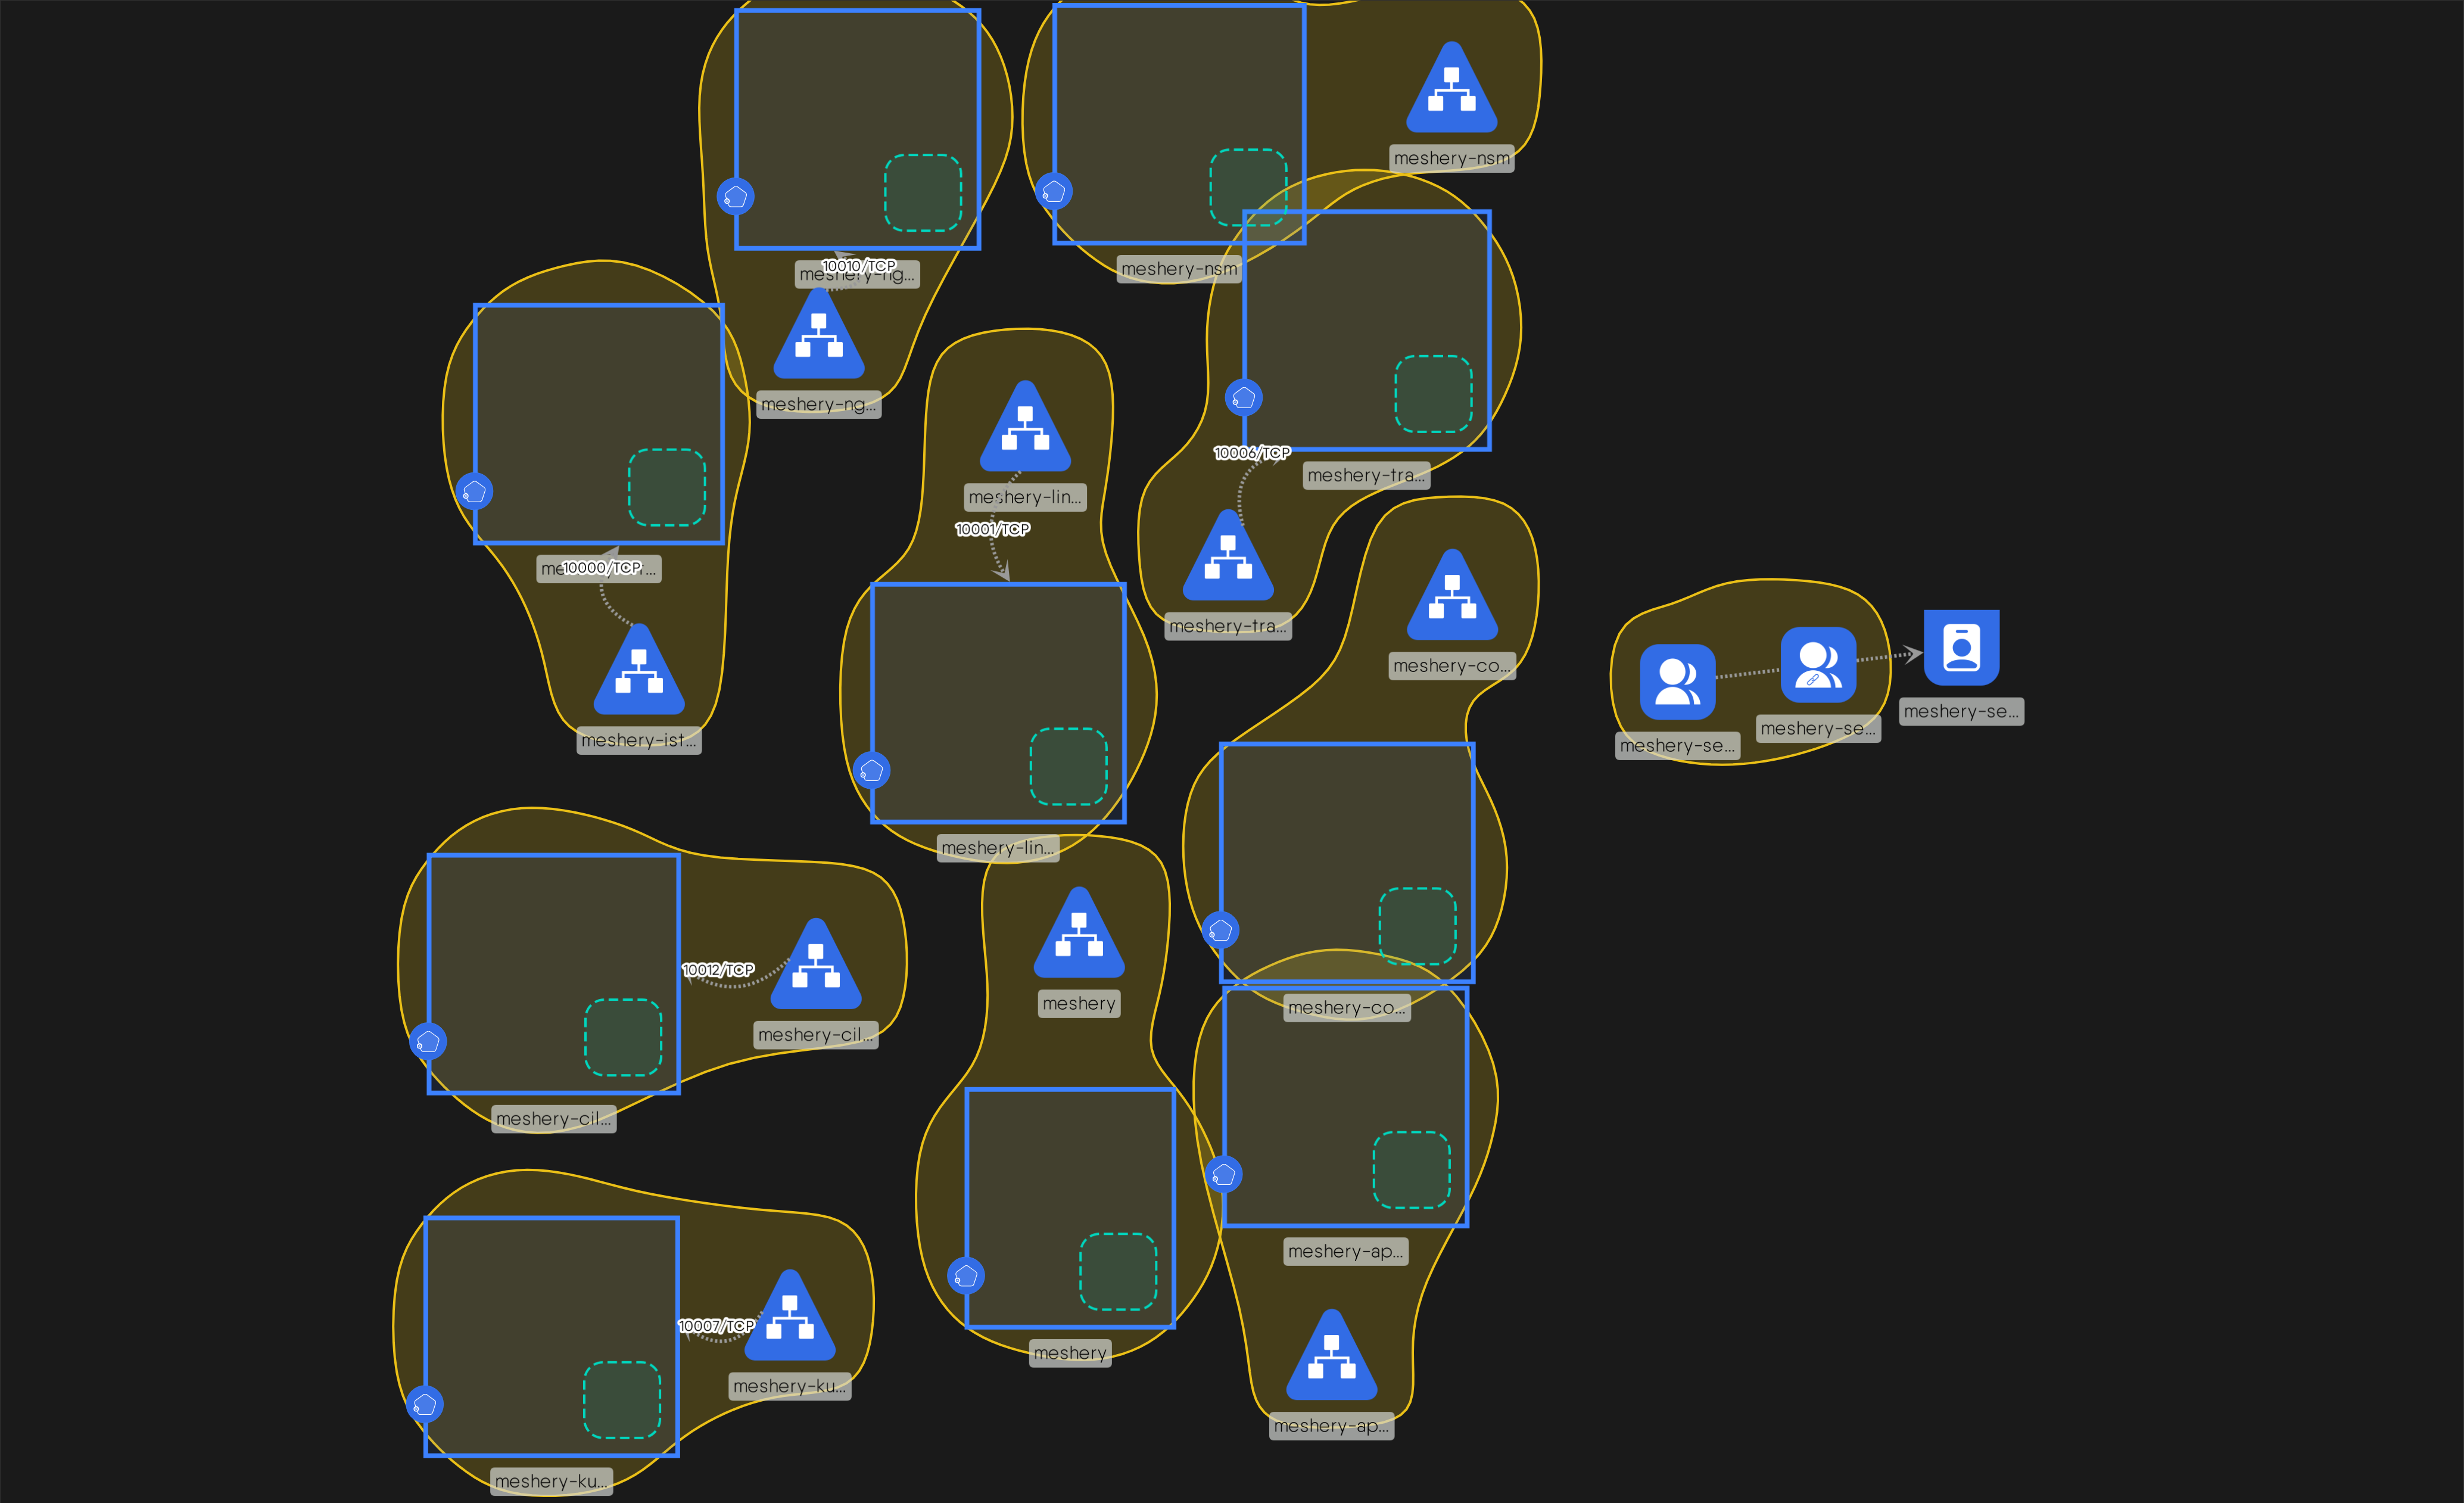 meshery-nsm
10010/TCP
meshery-ng...
meshery-nsm
meshery-ng...
10006/TCP
meshery-tra...
meshery-lin...
10001/TCP
10000/TCP
meshery-tra...
meshery-co...
meshery-se...
meshery-se...
meshery-se...
meshery-ist...
meshery-lin...
10012/TCP
meshery
meshery-co...
meshery-cil...
meshery-cil...
meshery-ap...
10007/TCP
meshery
meshery-ku...
meshery-ap...
meshery-ku...